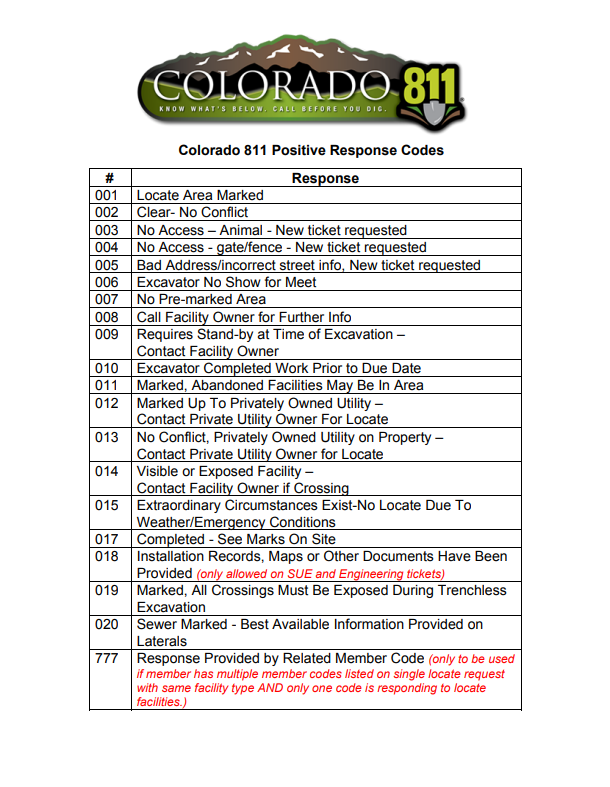 COLORADO 811
KNOW WHAT'S BELOW. CALL BEFORE YOU DIG.
Colorado 811 Positive Response Codes
# Response
001 Locate Area Marked
002 Clear- No Conflict
003 No Access – Animal - New ticket requested
004 No Access - gate/fence - New ticket requested
005 Bad Address/incorrect street info, New ticket requested
006 Excavator No Show for Meet
007 No Pre-marked Area
008 Call Facility Owner for Further Info
009 Requires Stand-by at Time of Excavation –
Contact Facility Owner
010 Excavator Completed Work Prior to Due Date
011 Marked, Abandoned Facilities May Be In Area
012 Marked Up To Privately Owned Utility –
Contact Private Utility Owner For Locate
013 No Conflict, Privately Owned Utility on Property –
Contact Private Utility Owner for Locate
014 Visible or Exposed Facility –
Contact Facility Owner if Crossing
015 Extraordinary Circumstances Exist-No Locate Due To
Weather/Emergency Conditions
017 Completed - See Marks On Site
018 Installation Records, Maps or Other Documents Have Been
Provided (only allowed on SUE and Engineering tickets)
019 Marked, All Crossings Must Be Exposed During Trenchless
Excavation
020 Sewer Marked - Best Available Information Provided on
Laterals
777 Response Provided by Related Member Code (only to be used
if member has multiple member codes listed on single locate request
with same facility type AND only one code is responding to locate
facilities.)